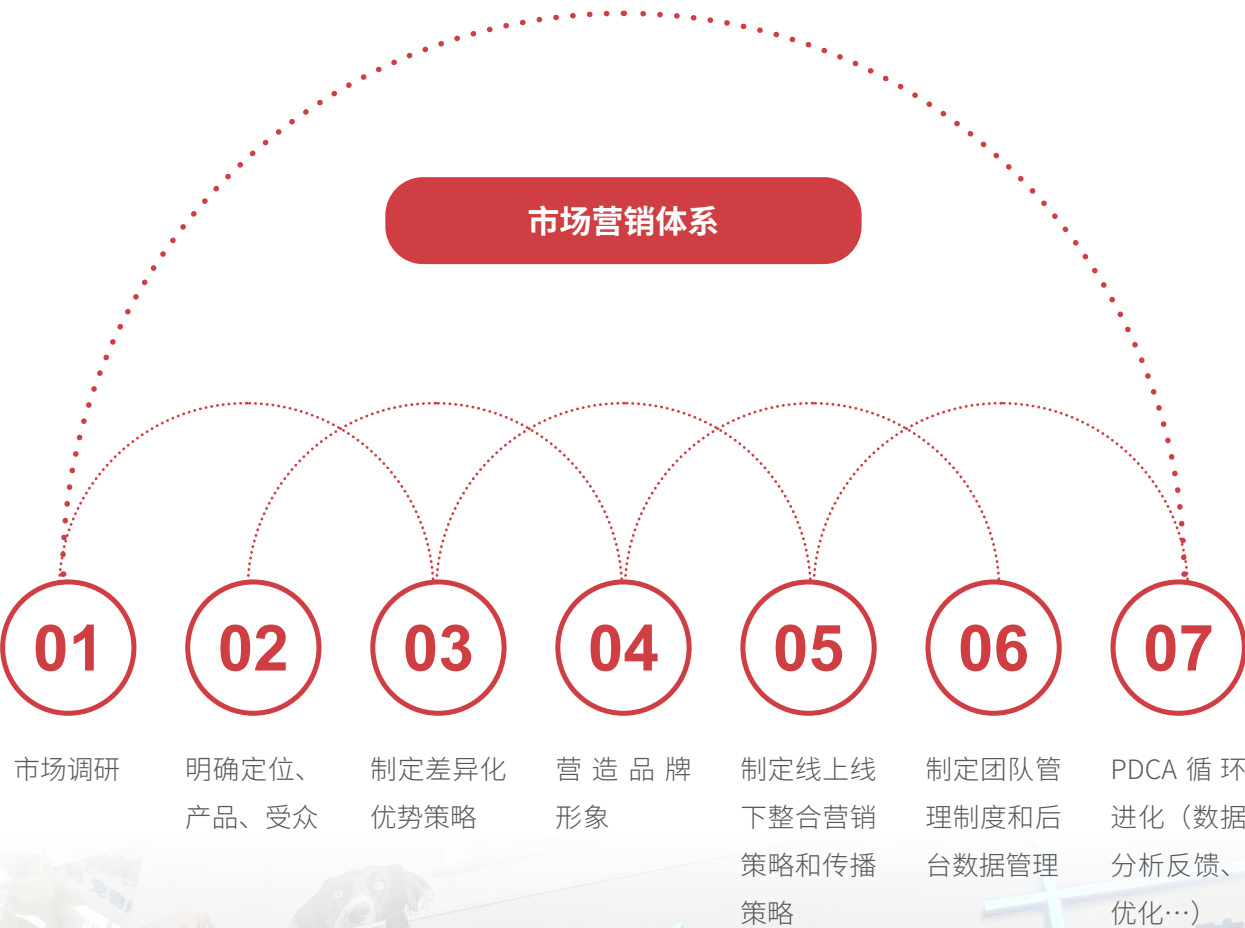 市场营销体系
01
02
03
04
05
06
07
市场调研
明确定位、
产品、受众
制定差异化
优势策略
营造品牌
形象
制定线上线
下整合营销
策略和传播
策略
制定团队管
理制度和后
台数据管理
PDCA 循环
进化（数据
分析反馈、
优化…）